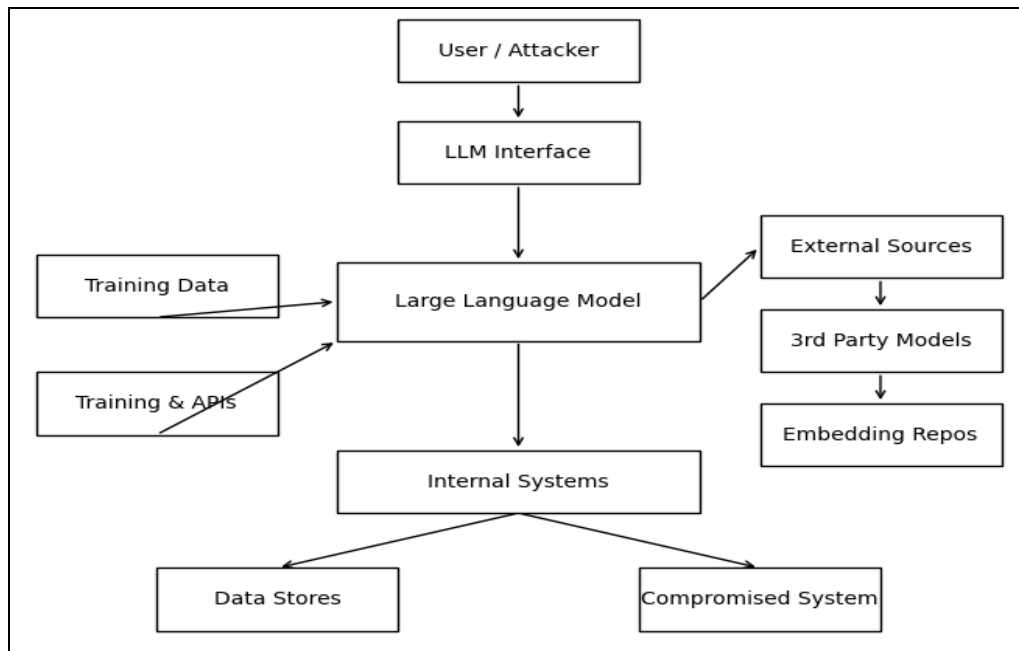 User / Attacker
LLM Interface
External Sources
Training Data
Large Language Model
3rd Party Models
Training & APIs
Embedding Repos
Internal Systems
Data Stores
Compromised System